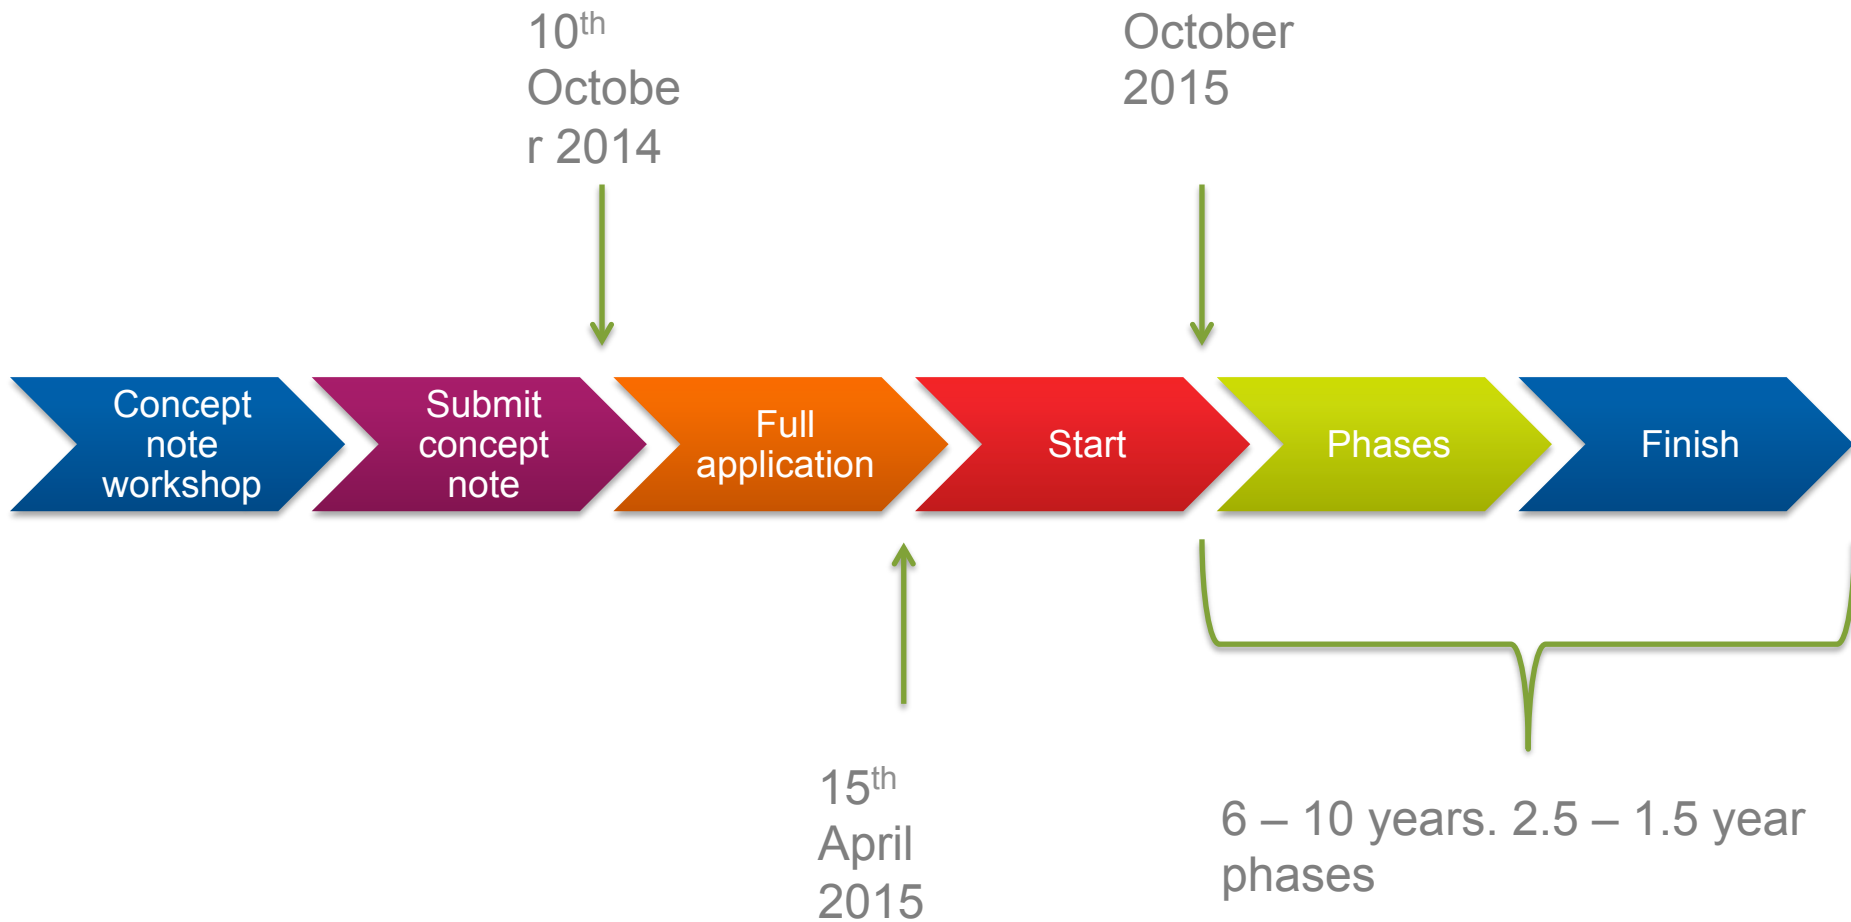 10th
Octobe
r 2014
October
2015
Concept
note
workshop
Submit
concept
note
Full
application
Start
Phases
Finish
15th
April
2015
6 – 10 years. 2.5 – 1.5 year
phases